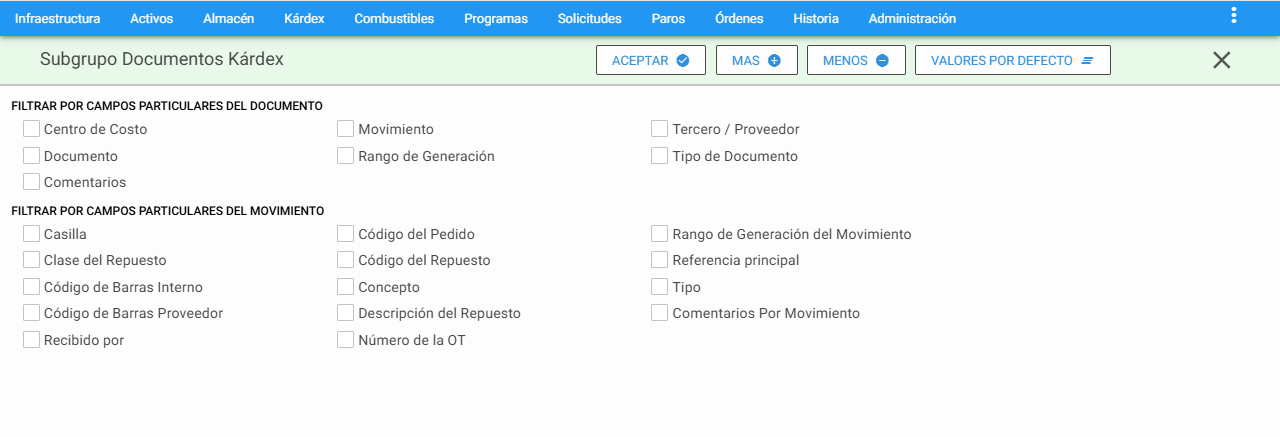 Infraestructura Activos Almacén Kárdex Combustibles Programas Solicitudes Paros Órdenes Historia Administración
Subgrupo Documentos Kárdex ACEPTAR MAS MENOS VALORES POR DEFECTO
FILTRAR POR CAMPOS PARTICULARES DEL DOCUMENTO
Centro de Costo Movimiento Tercero / Proveedor
Documento Rango de Generación Tipo de Documento
Comentarios
FILTRAR POR CAMPOS PARTICULARES DEL MOVIMIENTO
Casilla Código del Pedido Rango de Generación del Movimiento
Clase del Repuesto Código del Repuesto Referencia principal
Código de Barras Interno Concepto Tipo
Código de Barras Proveedor Descripción del Repuesto Comentarios Por Movimiento
Recibido por Número de la OT